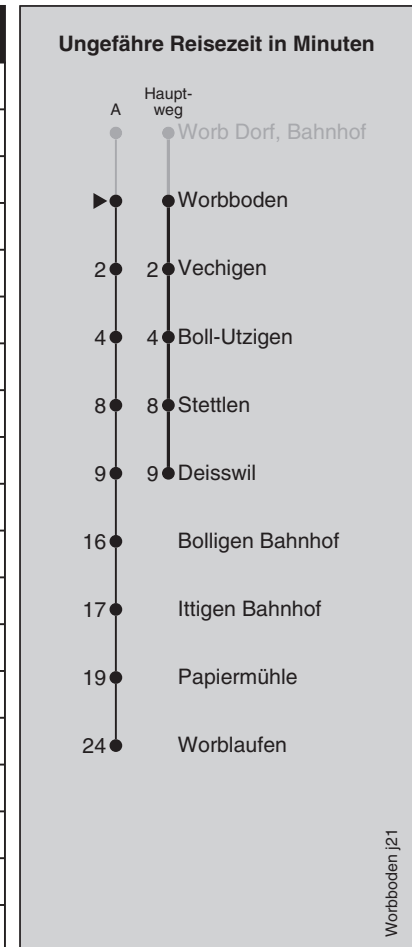 Ungefähre Reisezeit in Minuten
A Haupt-
weg
Worb Dorf, Bahnhof
Worbboden
2 2 Vechigen
4 4 Boll-Utzigen
8 8 Stettlen
9 9 Deisswil
16 Bolligen Bahnhof
17 Ittigen Bahnhof
19 Papiermühle
24 Worblaufen
Worbboden j21